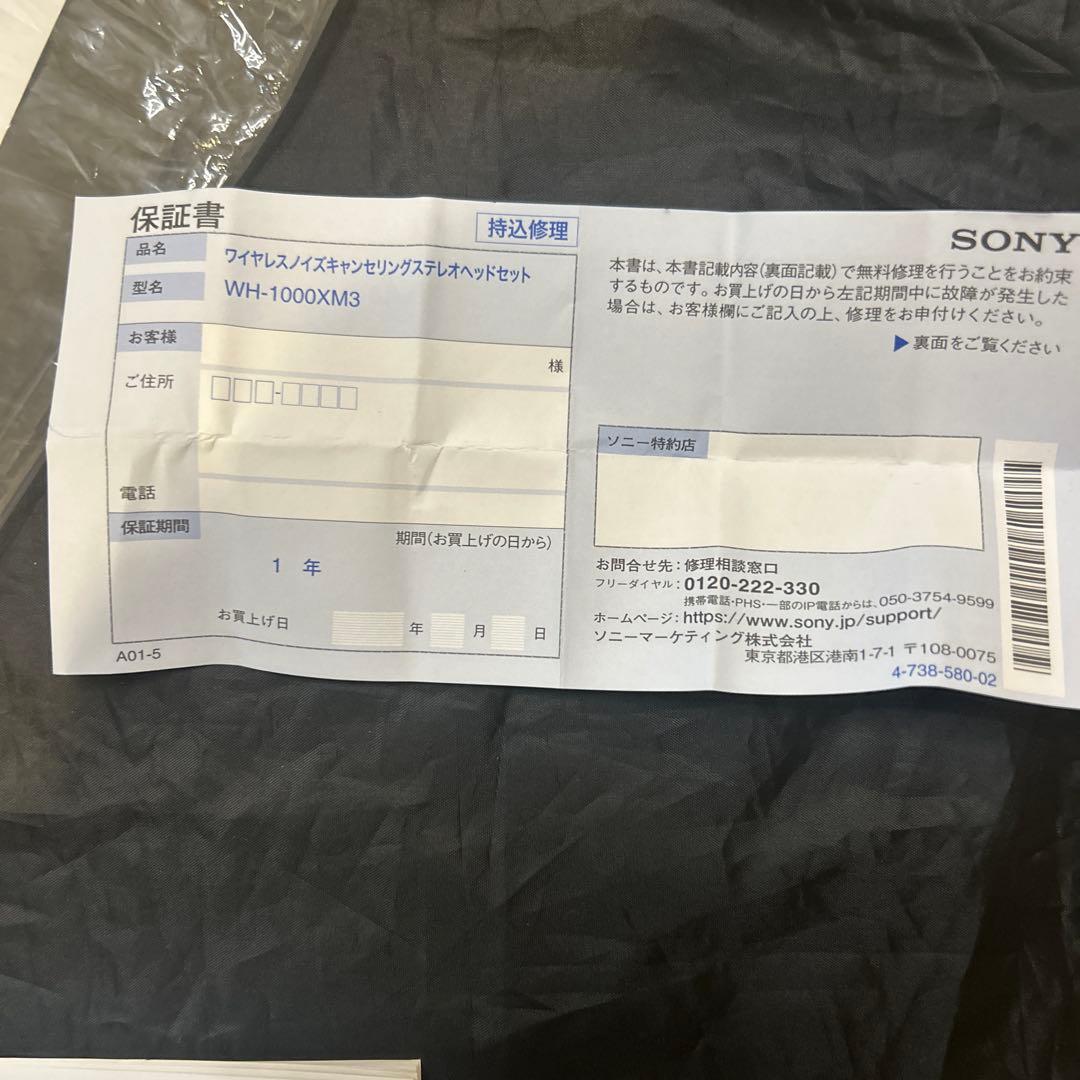 保証書
持込修理
品名
ワイヤレスノイズキャンセリングステレオヘッドセット
型名
WH-1000XM3
お客様
様
ご住所
□□□-□□□□
電話
保証期間
期間(お買上げの日から)
1 年
お買上げ日 年 月 日
A01-5
SONY
本書は、本書記載内容(裏面記載)で無料修理を行うことをお約束
するものです。お買上げの日から左記期間中に故障が発生した
場合は、お客様欄にご記入の上、修理をお申付けください。
▶裏面をご覧ください
ソニー特約店
お問合せ先:修理相談窓口
フリーダイヤル:0120-222-330
携帯電話・PHS・一部のIP電話からは、050-3754-9599
ホームページ:https://www.sony.jp/support/
ソニーマーケティング株式会社
東京都港区港南1-7-1 〒108-0075
4-738-580-02